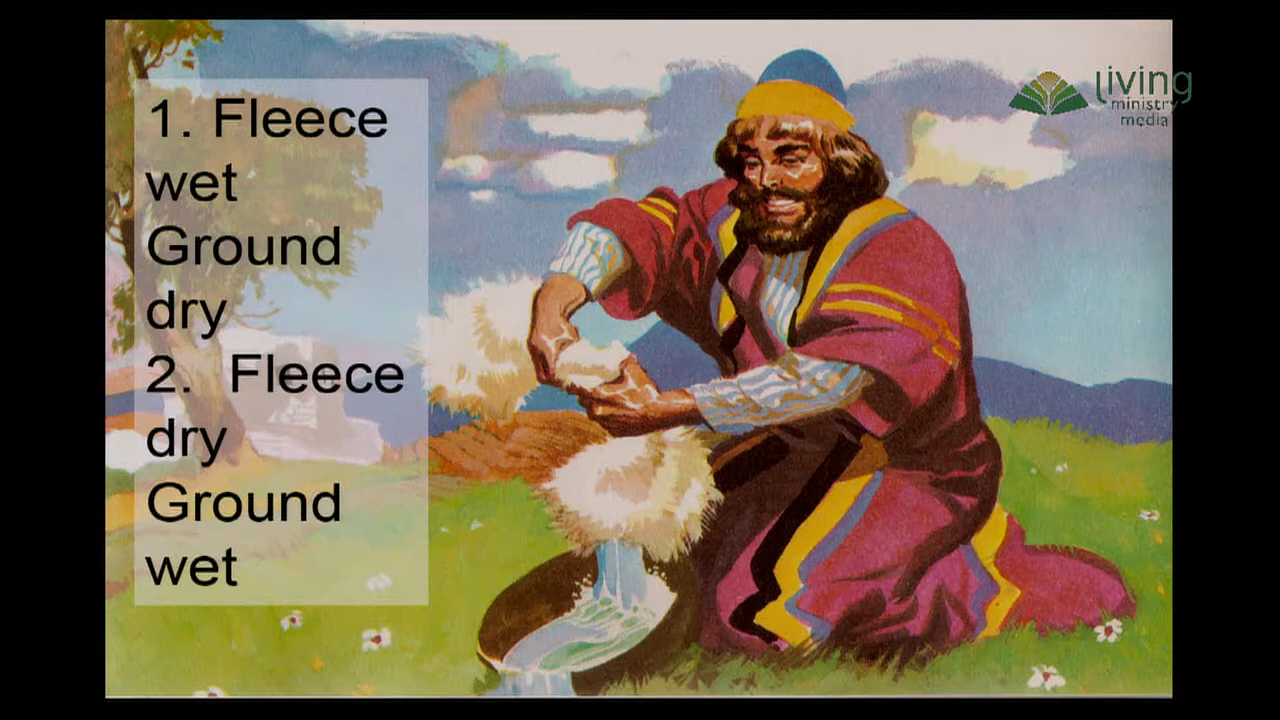 1. Fleece
wet
Ground
dry
2. Fleece
dry
Ground
wet
Living
ministry
media